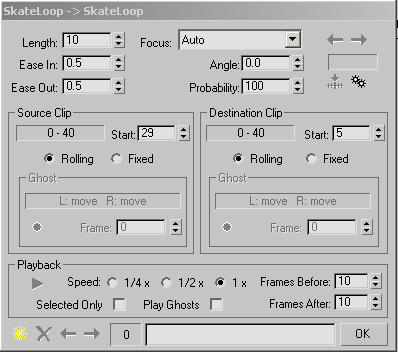 SkateLoop -> SkateLoop
Length: 10 Focus: Auto
Ease In: 0.5 Angle: 0.0
Ease Out: 0.5 Probability: 100
Source Clip Destination Clip
0 - 40 Start: 29 0 - 40 Start: 5
Rolling Fixed Rolling Fixed
Ghost Ghost
L: move R: move L: move R: move
Frame: 0 Frame: 0
Playback
Speed: 1/4 x 1/2 x 1 x Frames Before: 10
Selected Only Play Ghosts Frames After: 10
0 OK